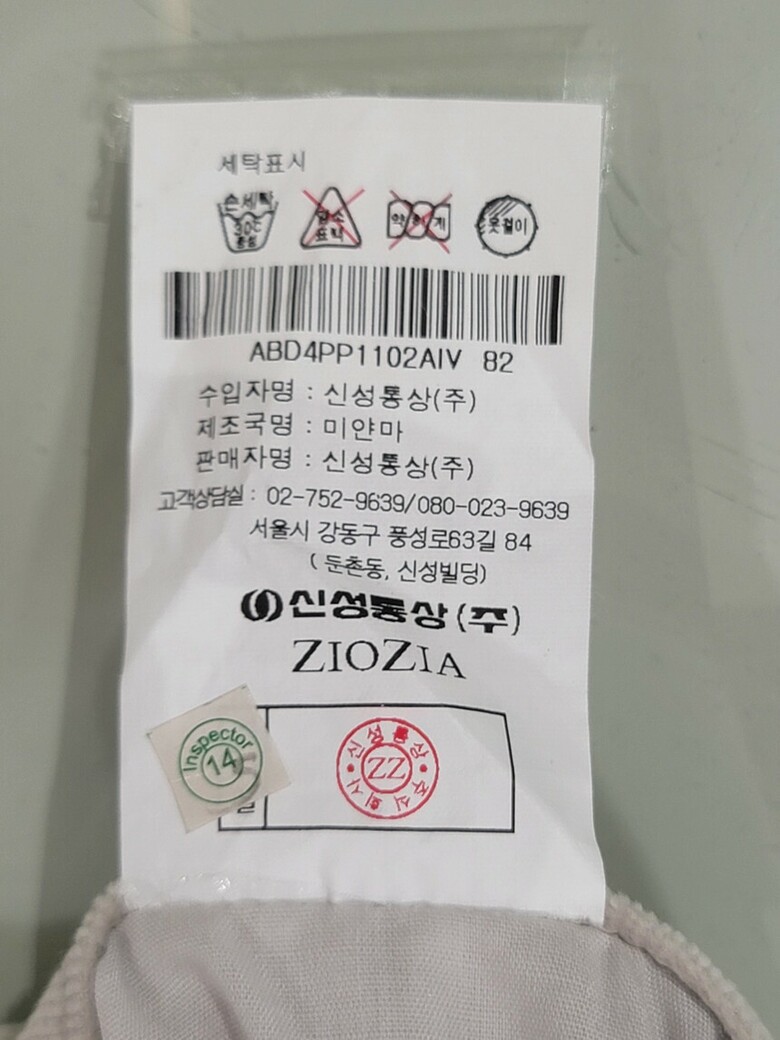 세탁표시
손세탁
30℃
중성
염소
표백
약하게
옷걸이
ABD4PP1102AIV 82
수입자명 : 신성통상(주)
제조국명 : 미얀마
판매자명 : 신성통상(주)
고객상담실 : 02-752-9639/080-023-9639
서울시 강동구 풍성로63길 84
( 둔촌동, 신성빌딩)
신성통상(주)
ZIOZIA
Inspector
14
신성통상
ZZ
주식회사